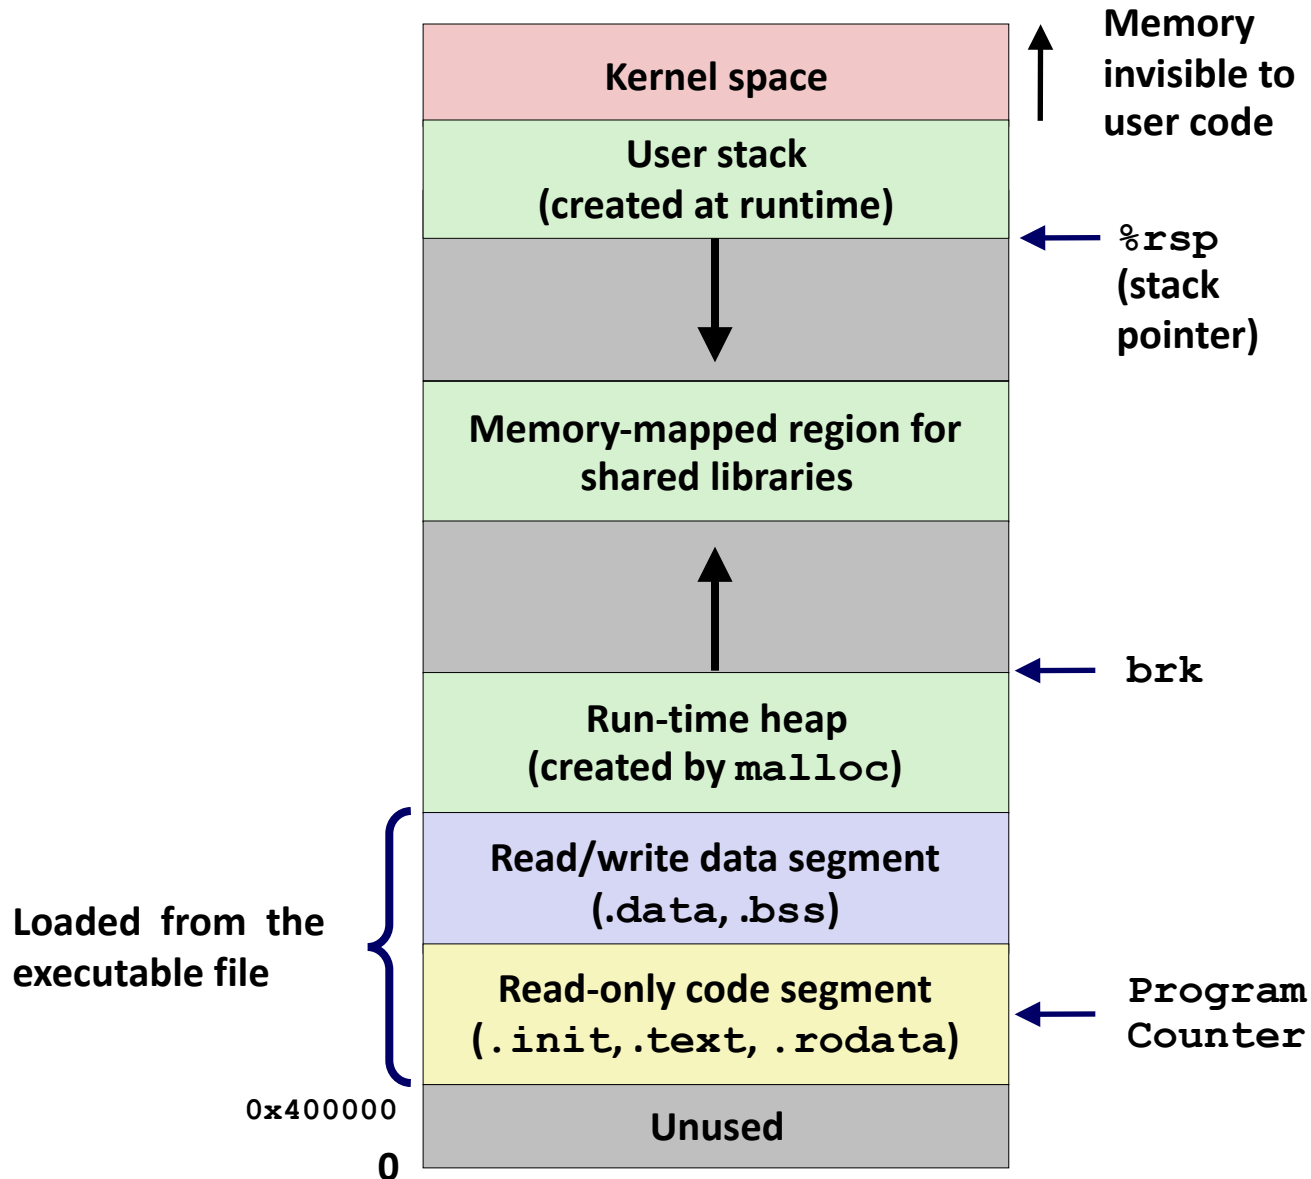 Memory
invisible to
user code
Kernel space
User stack
(created at runtime)
%rsp
(stack
pointer)
Memory-mapped region for
shared libraries
brk
Run-time heap
(created by malloc)
Read/write data segment
(.data, .bss)
Loaded from the
executable file
Read-only code segment
(.init, .text, .rodata)
Program
Counter
0x400000
Unused
0